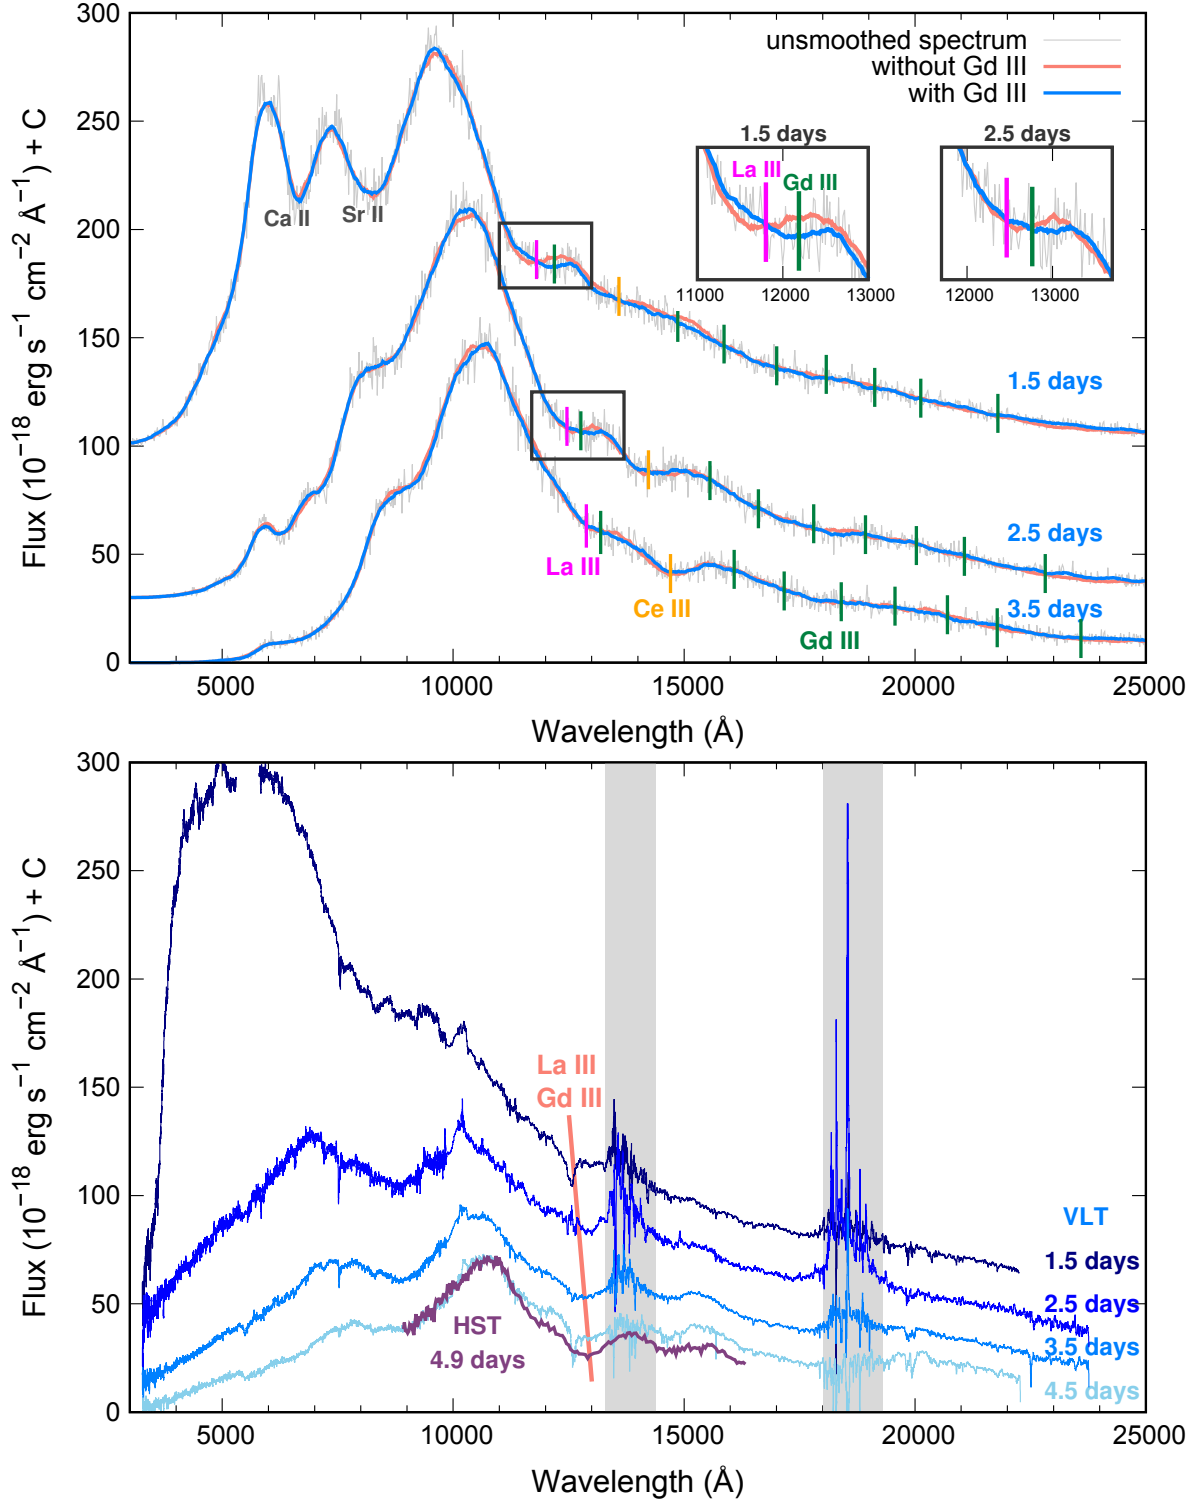 300
250
200
150
100
50
0
Flux (10⁻¹⁸ erg s⁻¹ cm⁻² Å⁻¹) + C
unsmoothed spectrum
without Gd III
with Gd III
1.5 days
La III
Gd III
11000 12000 13000
2.5 days
12000 13000
Ca II
Sr II
1.5 days
2.5 days
La III
Ce III
3.5 days
Gd III
5000 10000 15000 20000 25000
Wavelength (Å)
300
250
200
150
100
50
0
Flux (10⁻¹⁸ erg s⁻¹ cm⁻² Å⁻¹) + C
La III
Gd III
VLT
1.5 days
2.5 days
HST
4.9 days
3.5 days
4.5 days
5000 10000 15000 20000 25000
Wavelength (Å)